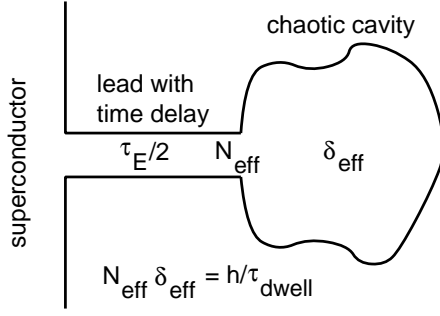 chaotic cavity
superconductor
lead with
time delay
τ_E/2
N_eff
δ_eff
N_eff δ_eff = h/τ_dwell